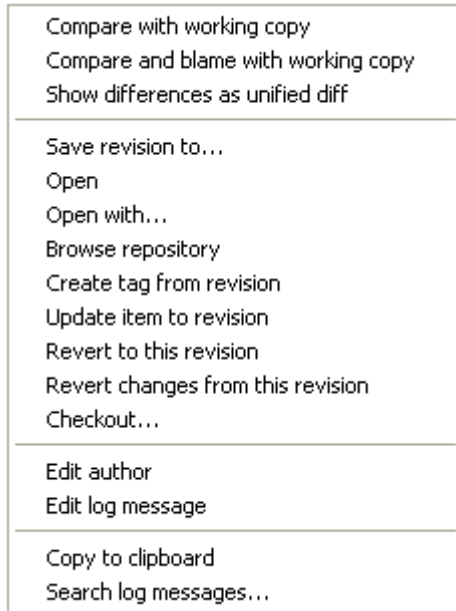 Compare with working copy
Compare and blame with working copy
Show differences as unified diff
Save revision to...
Open
Open with...
Browse repository
Create tag from revision
Update item to revision
Revert to this revision
Revert changes from this revision
Checkout...
Edit author
Edit log message
Copy to clipboard
Search log messages...